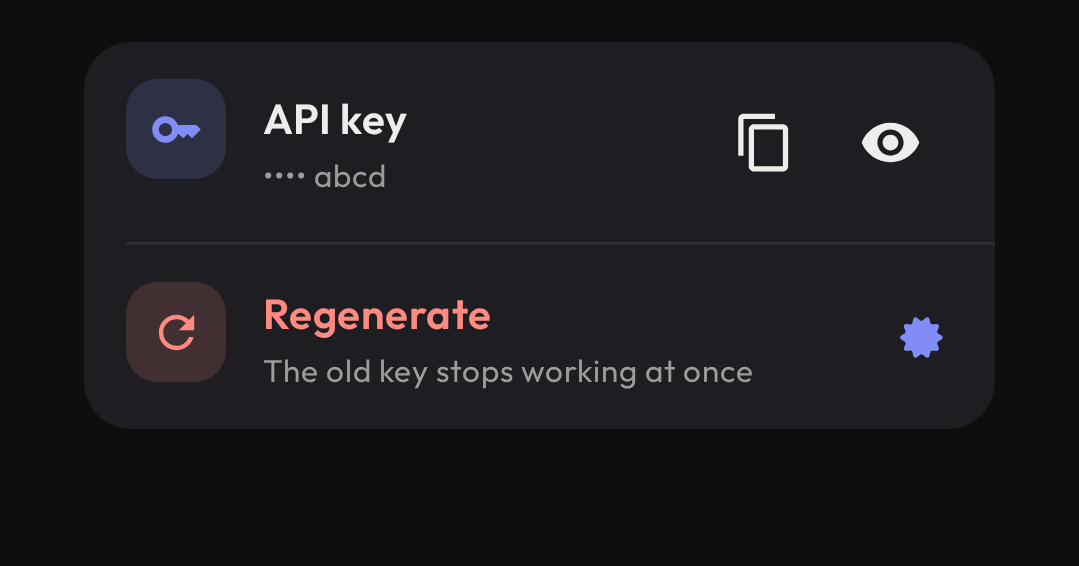 API key
•••• abcd
Regenerate
The old key stops working at once